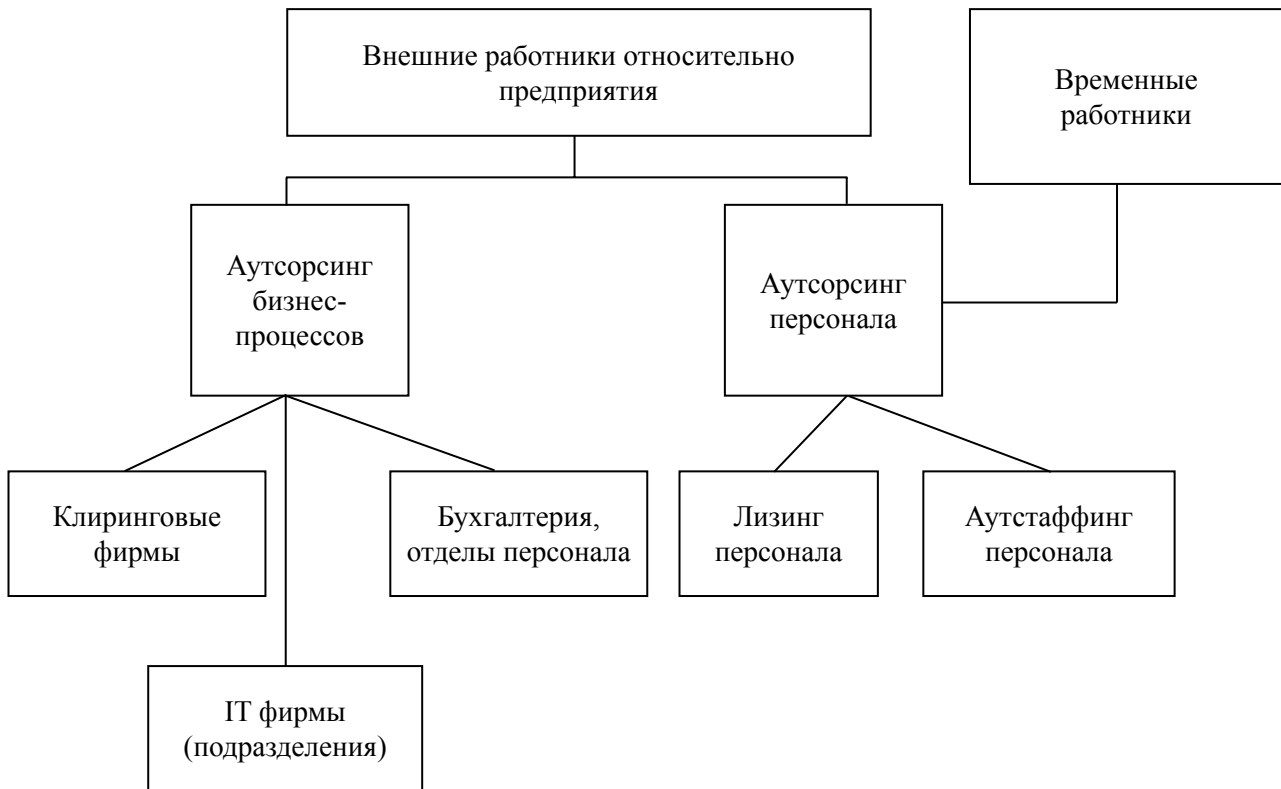 Внешние работники относительно
предприятия
Временные
работники
Аутсорсинг
бизнес-
процессов
Аутсорсинг
персонала
Клиринговые
фирмы
Бухгалтерия,
отделы персонала
Лизинг
персонала
Аутстаффинг
персонала
IT фирмы
(подразделения)